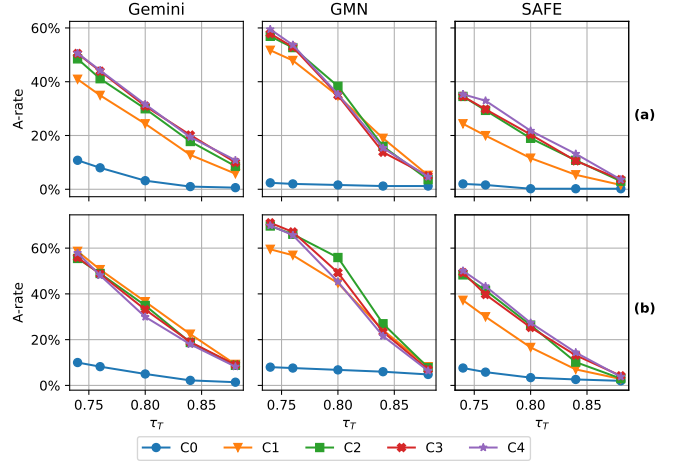 Gemini GMN SAFE
60%
40%
20%
0%
A-rate
(a)
60%
40%
20%
0%
A-rate
(b)
0.75 0.80 0.85 0.75 0.80 0.85 0.75 0.80 0.85
τ_T τ_T τ_T
C0 C1 C2 C3 C4